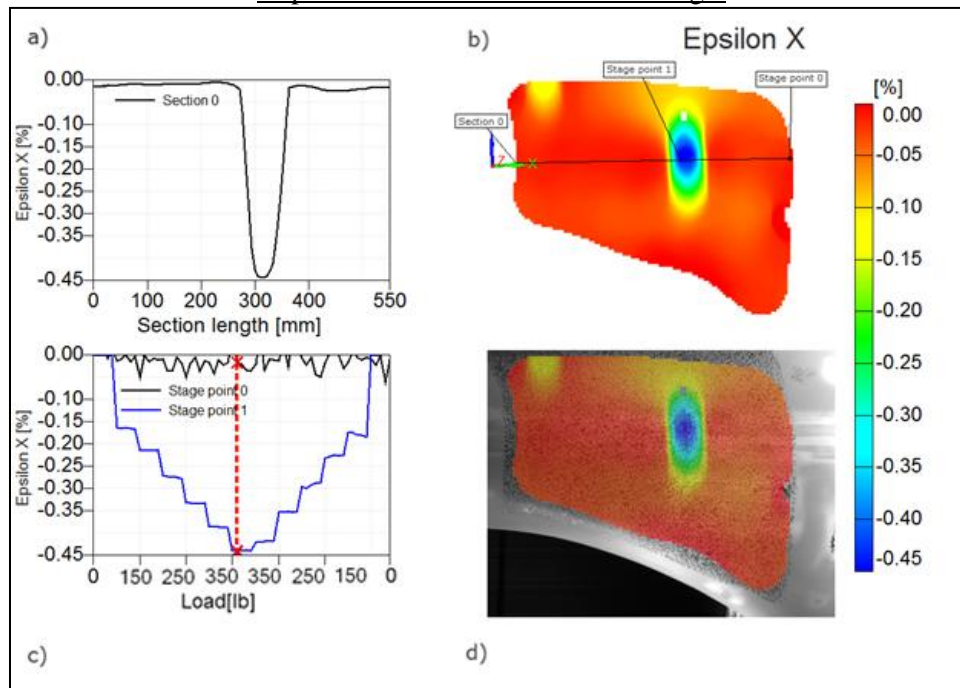 a)
0.00
-0.10
-0.15
-0.20
-0.25
-0.30
-0.35
-0.45
Epsilon X [%]
Section 0
0 100 200 300 400 550
Section length [mm]
b)
Epsilon X
Stage point 1
Stage point 0
Section 0
Z
X
[%]
0.00
-0.05
-0.10
-0.15
-0.20
-0.25
-0.30
-0.35
-0.40
-0.45
0.00
-0.10
-0.15
-0.20
-0.25
-0.30
-0.35
-0.45
Epsilon X [%]
Stage point 0
Stage point 1
0 150 250 350 350 250 150 0
Load[lb]
c)
d)